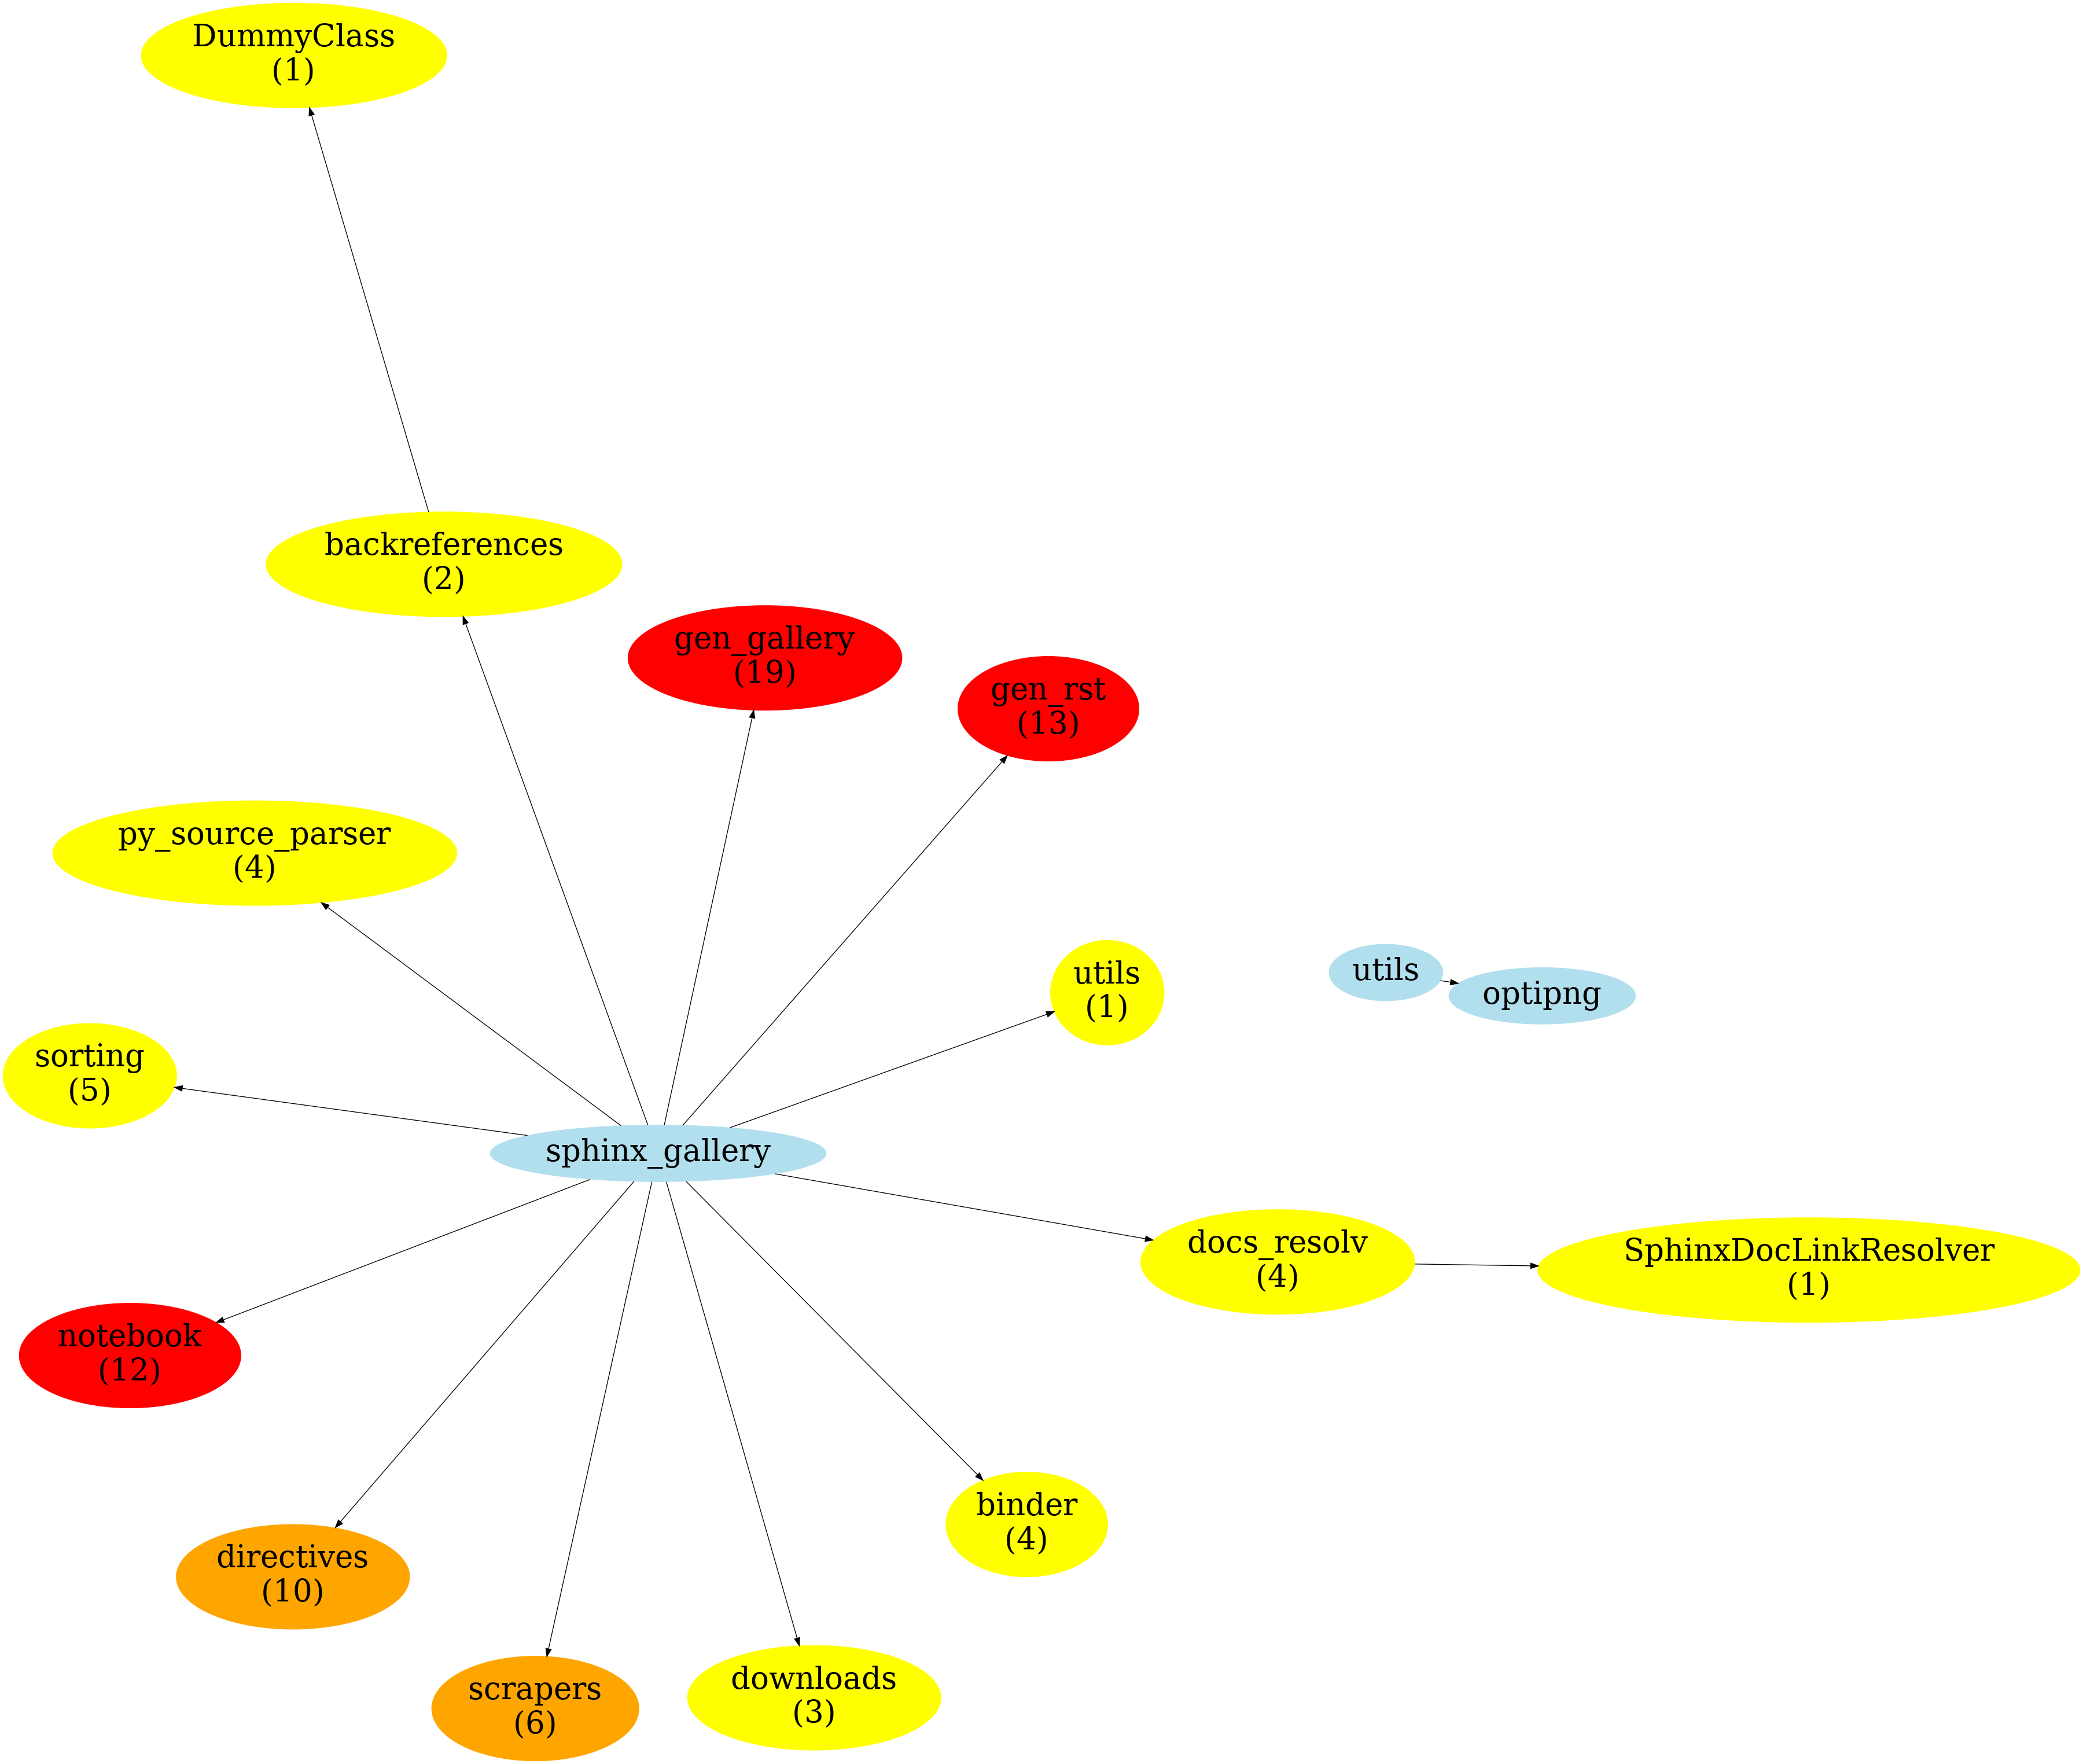 DummyClass
(1)
backreferences
(2)
gen_gallery
(19)
gen_rst
(13)
py_source_parser
(4)
utils
(1)
utils
optipng
sorting
(5)
sphinx_gallery
docs_resolv
(4)
SphinxDocLinkResolver
(1)
notebook
(12)
binder
(4)
directives
(10)
downloads
(3)
scrapers
(6)